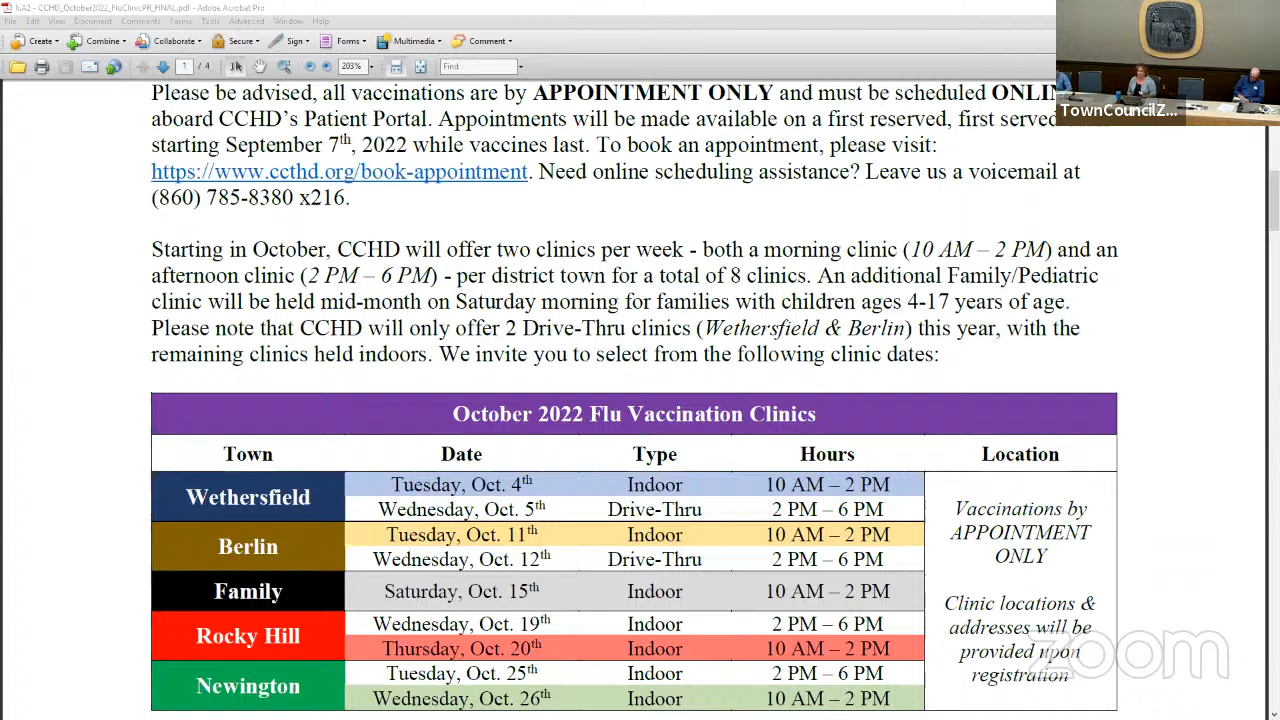 5.A2 - CCHD_October2022_FluClinicPR_FINAL.pdf - Adobe Acrobat Pro
File Edit View Document Comments Forms Tools Advanced Window Help
Create Combine Collaborate Secure Sign Forms Multimedia Comment
1 / 4 203% Find
TownCouncilZ...
Please be advised, all vaccinations are by APPOINTMENT ONLY and must be scheduled
aboard CCHD's Patient Portal. Appointments will be made available on a first reserved, first served
starting September 7th, 2022 while vaccines last. To book an appointment, please visit:
https://www.ccthd.org/book-appointment. Need online scheduling assistance? Leave us a voicemail at
(860) 785-8380 x216.
Starting in October, CCHD will offer two clinics per week - both a morning clinic (10 AM – 2 PM) and an
afternoon clinic (2 PM – 6 PM) - per district town for a total of 8 clinics. An additional Family/Pediatric
clinic will be held mid-month on Saturday morning for families with children ages 4-17 years of age.
Please note that CCHD will only offer 2 Drive-Thru clinics (Wethersfield & Berlin) this year, with the
remaining clinics held indoors. We invite you to select from the following clinic dates:
October 2022 Flu Vaccination Clinics
Town Date Type Hours Location
Wethersfield
Tuesday, Oct. 4th Indoor 10 AM – 2 PM
Wednesday, Oct. 5th Drive-Thru 2 PM – 6 PM
Berlin
Tuesday, Oct. 11th Indoor 10 AM – 2 PM
Wednesday, Oct. 12th Drive-Thru 2 PM – 6 PM
Family Saturday, Oct. 15th Indoor 10 AM – 2 PM
Rocky Hill
Wednesday, Oct. 19th Indoor 2 PM – 6 PM
Thursday, Oct. 20th Indoor 10 AM – 2 PM
Newington
Tuesday, Oct. 25th Indoor 2 PM – 6 PM
Wednesday, Oct. 26th Indoor 10 AM – 2 PM
Vaccinations by
APPOINTMENT
ONLY
Clinic locations &
addresses will be
provided upon
registration
zoom